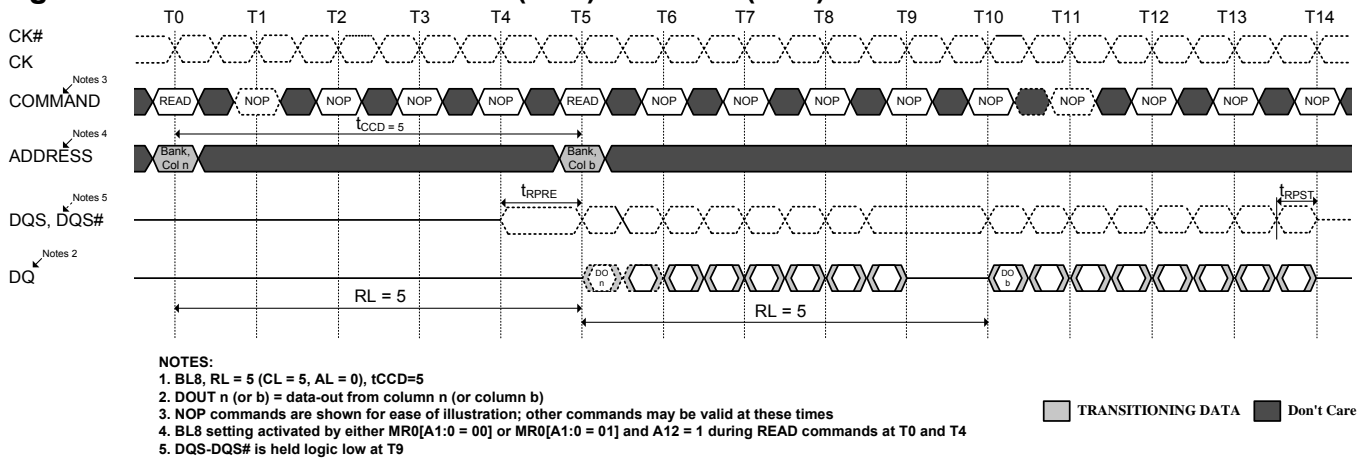 T0 T1 T2 T3 T4 T5 T6 T7 T8 T9 T10 T11 T12 T13 T14
CK#
CK
Notes 3
COMMAND READ NOP NOP NOP NOP READ NOP NOP NOP NOP NOP NOP NOP NOP NOP
tCCD = 5
Notes 4
ADDRESS
Bank, Col n
Bank, Col b
Notes 5
DQS, DQS#
tRPRE
tRPST
Notes 2
DQ
DO n
DO b
RL = 5
RL = 5
NOTES:
1. BL8, RL = 5 (CL = 5, AL = 0), tCCD=5
2. DOUT n (or b) = data-out from column n (or column b)
3. NOP commands are shown for ease of illustration; other commands may be valid at these times
4. BL8 setting activated by either MR0[A1:0 = 00] or MR0[A1:0 = 01] and A12 = 1 during READ commands at T0 and T4
5. DQS-DQS# is held logic low at T9
TRANSITIONING DATA
Don't Care